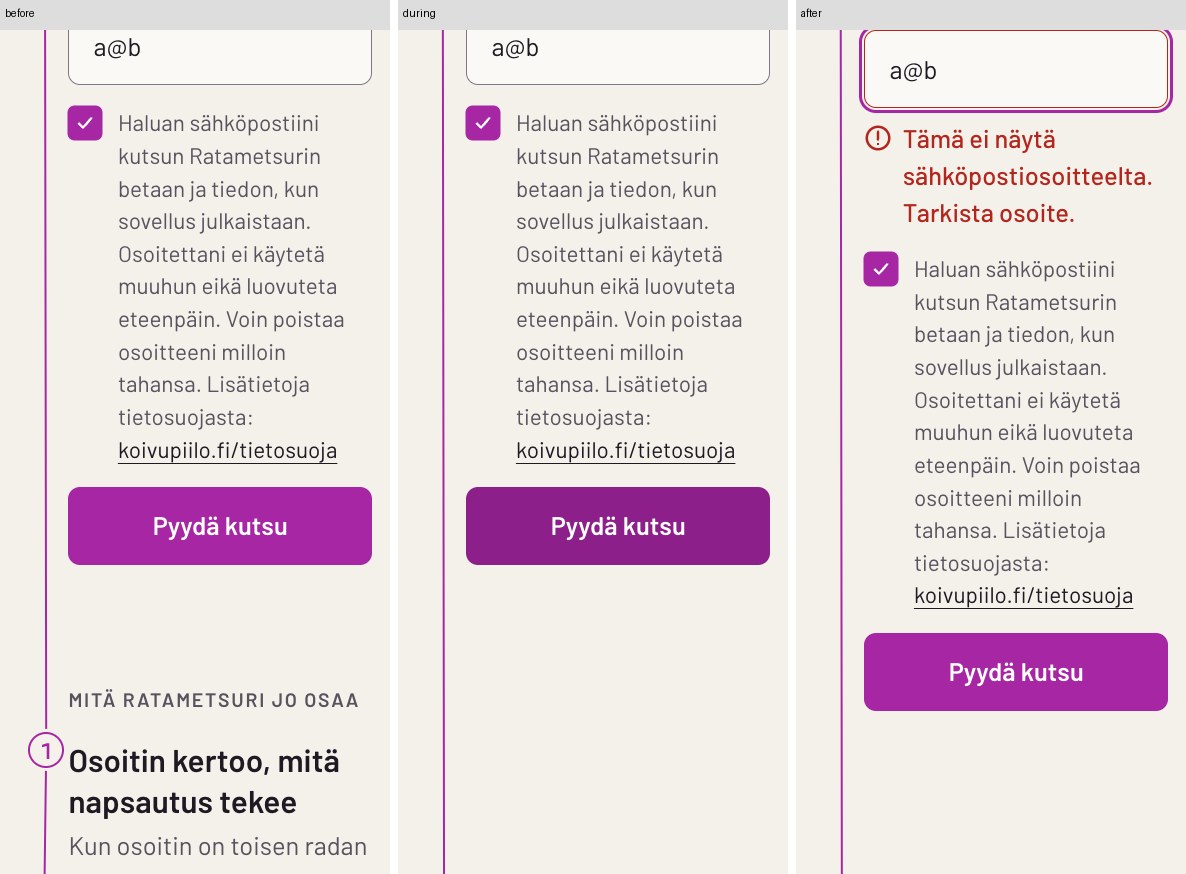 before
a@b
Haluan sähköpostiini
kutsun Ratametsurin
betaan ja tiedon, kun
sovellus julkaistaan.
Osoitettani ei käytetä
muuhun eikä luovuteta
eteenpäin. Voin poistaa
osoitteeni milloin
tahansa. Lisätietoja
tietosuojasta:
koivupiilo.fi/tietosuoja
Pyydä kutsu
MITÄ RATAMETSURI JO OSAA
1
Osoitin kertoo, mitä
napsautus tekee
Kun osoitin on toisen radan
during
a@b
Haluan sähköpostiini
kutsun Ratametsurin
betaan ja tiedon, kun
sovellus julkaistaan.
Osoitettani ei käytetä
muuhun eikä luovuteta
eteenpäin. Voin poistaa
osoitteeni milloin
tahansa. Lisätietoja
tietosuojasta:
koivupiilo.fi/tietosuoja
Pyydä kutsu
after
a@b
Tämä ei näytä
sähköpostiosoitteelta.
Tarkista osoite.
Haluan sähköpostiini
kutsun Ratametsurin
betaan ja tiedon, kun
sovellus julkaistaan.
Osoitettani ei käytetä
muuhun eikä luovuteta
eteenpäin. Voin poistaa
osoitteeni milloin
tahansa. Lisätietoja
tietosuojasta:
koivupiilo.fi/tietosuoja
Pyydä kutsu